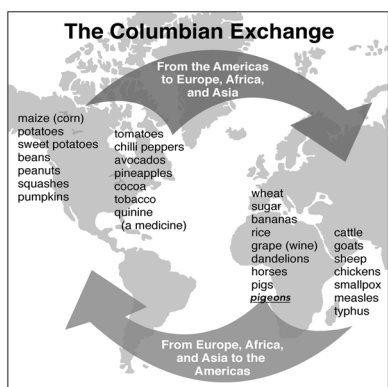 The Columbian Exchange
From the Americas
to Europe, Africa,
and Asia
maize (corn)
potatoes
sweet potatoes
beans
peanuts
squashes
pumpkins
tomatoes
chilli peppers
avocados
pineapples
cocoa
tobacco
quinine
(a medicine)
wheat
sugar
bananas
rice
grape (wine)
dandelions
horses
pigs
pigeons
cattle
goats
sheep
chickens
smallpox
measles
typhus
From Europe, Africa,
and Asia to the
Americas